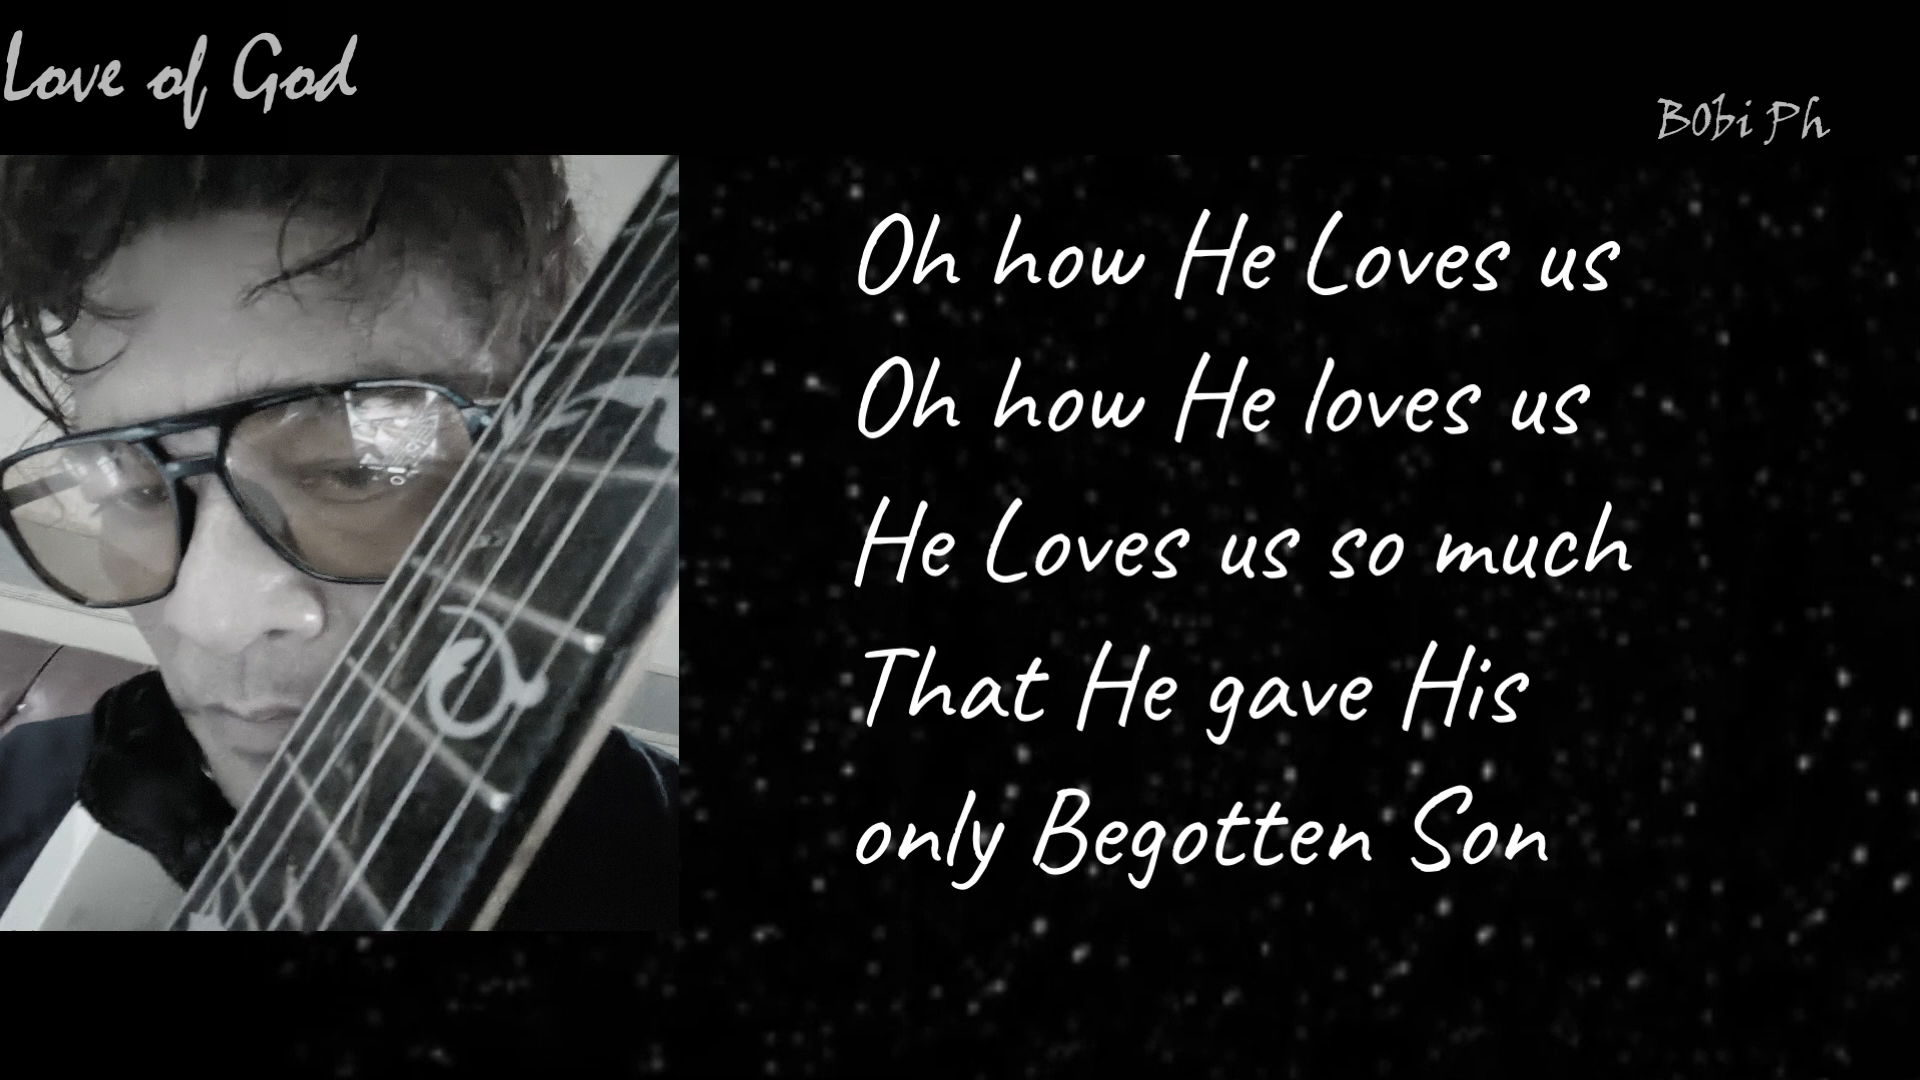 Love of God
B0bi Ph
Oh how He Loves us
Oh how He loves us
He Loves us so much
That He gave His
only Begotten Son